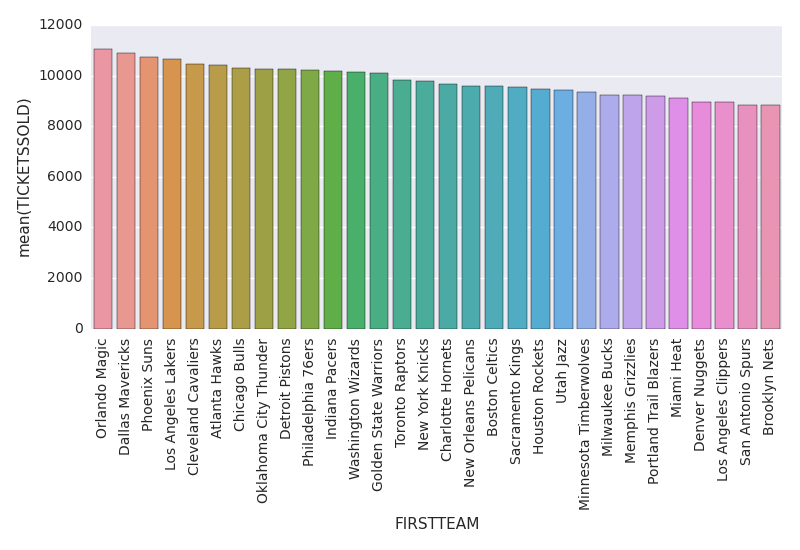 12000
10000
8000
6000
4000
2000
0
mean(TICKETSSOLD)
Orlando Magic
Dallas Mavericks
Phoenix Suns
Los Angeles Lakers
Cleveland Cavaliers
Atlanta Hawks
Chicago Bulls
Oklahoma City Thunder
Detroit Pistons
Philadelphia 76ers
Indiana Pacers
Washington Wizards
Golden State Warriors
Toronto Raptors
New York Knicks
Charlotte Hornets
New Orleans Pelicans
Boston Celtics
Sacramento Kings
Houston Rockets
Utah Jazz
Minnesota Timberwolves
Milwaukee Bucks
Memphis Grizzlies
Portland Trail Blazers
Miami Heat
Denver Nuggets
Los Angeles Clippers
San Antonio Spurs
Brooklyn Nets
FIRSTTEAM